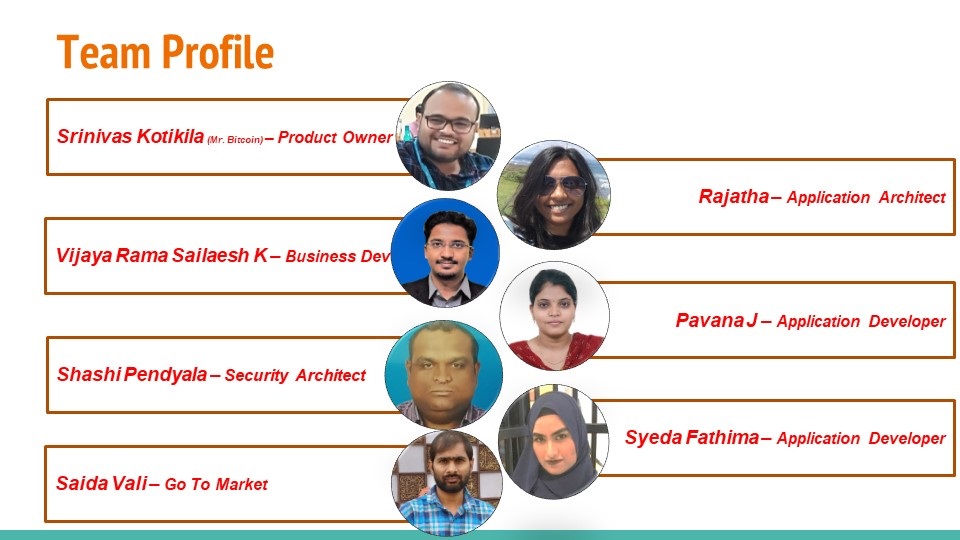 Team Profile
Srinivas Kotikila (Mr. Bitcoin) – Product Owner
Rajatha – Application Architect
Vijaya Rama Sailaesh K – Business Dev
Pavana J – Application Developer
Shashi Pendyala – Security Architect
Syeda Fathima – Application Developer
Saida Vali – Go To Market